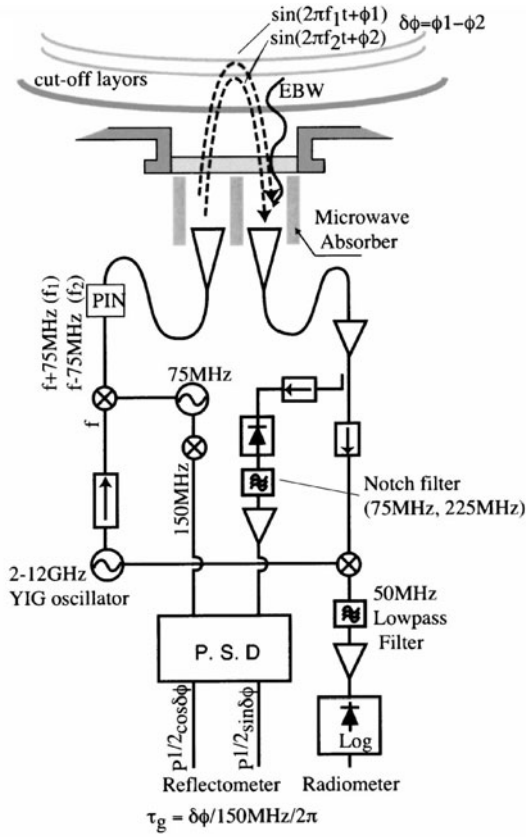 sin(2πf1t+ϕ1) δϕ=ϕ1−ϕ2
sin(2πf2t+ϕ2)
cut-off layors
EBW
Microwave
Absorber
PIN
f+75MHz (f1)
f-75MHz (f2)
75MHz
f
150MHz
Notch filter
(75MHz, 225MHz)
2-12GHz
YIG oscillator
50MHz
Lowpass
Filter
P. S. D
P1/2cosδϕ
P1/2sinδϕ
Log
Reflectometer
Radiometer
τg = δϕ/150MHz/2π